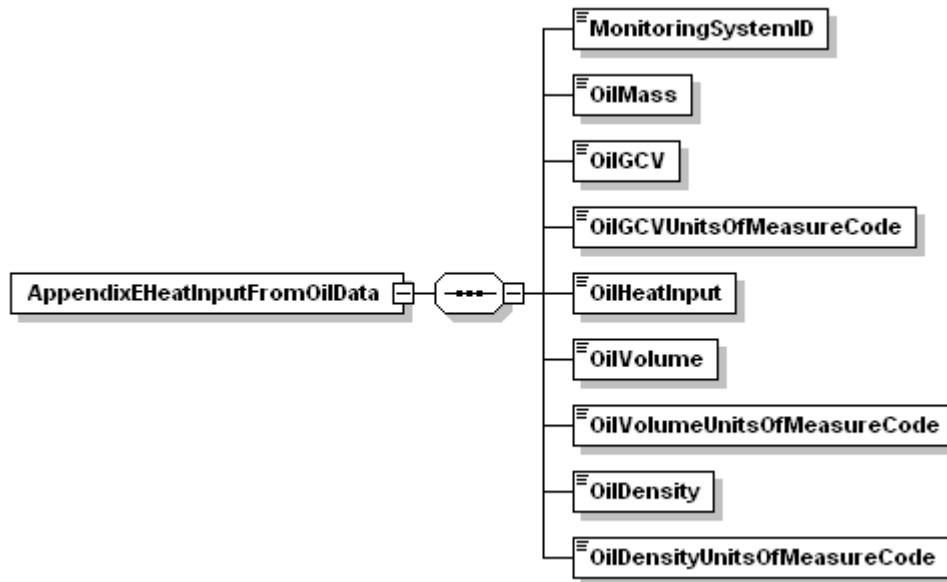 MonitoringSystemID
OilMass
OilGCV
OilGCVUnitsOfMeasureCode
AppendixEHeatInputFromOilData
OilHeatInput
OilVolume
OilVolumeUnitsOfMeasureCode
OilDensity
OilDensityUnitsOfMeasureCode